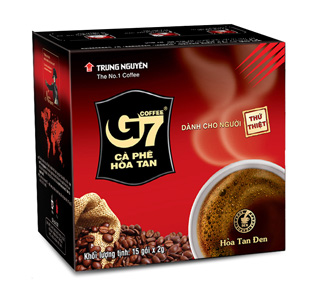 TRUNG NGUYÊN
The No.1 Coffee
COFFEE
G7
CÀ PHÊ
HÒA TAN
DÀNH CHO NGƯỜI
THỨ
THIỆT
Hòa Tan Đen
Khối lượng tịnh: 15 gói x 2g